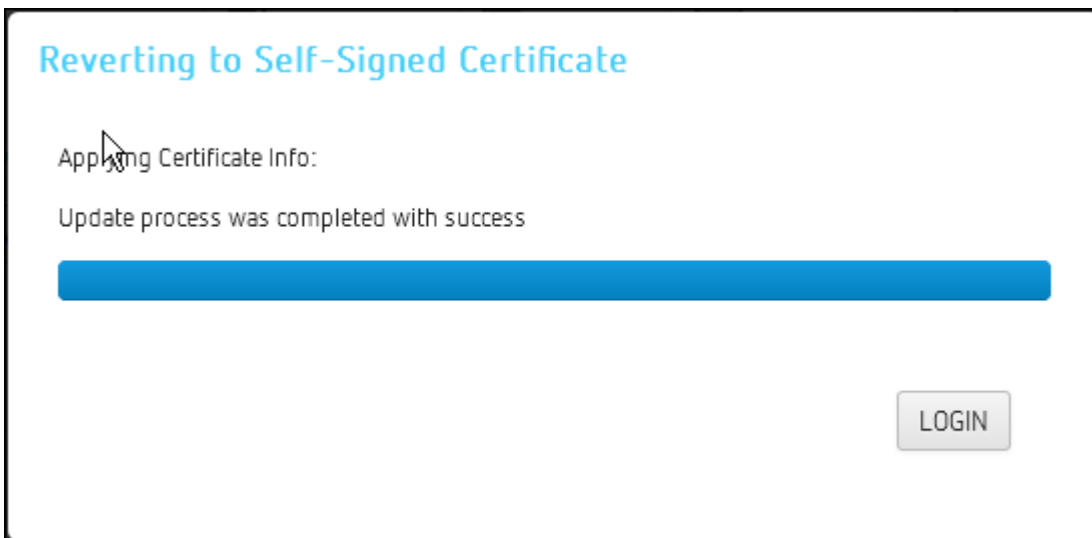 Reverting to Self-Signed Certificate
Applying Certificate Info:
Update process was completed with success
LOGIN